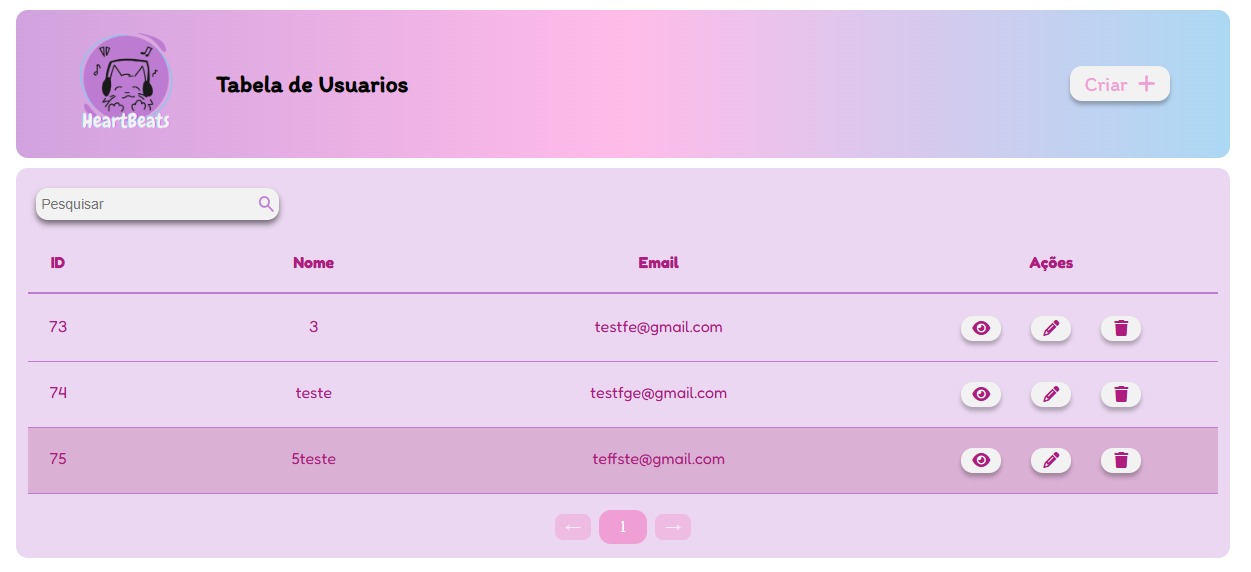 HeartBeats
Tabela de Usuarios
Criar
Pesquisar
ID Nome Email Ações
73 3 testfe@gmail.com
74 teste testfge@gmail.com
75 5teste teffste@gmail.com
← 1 →